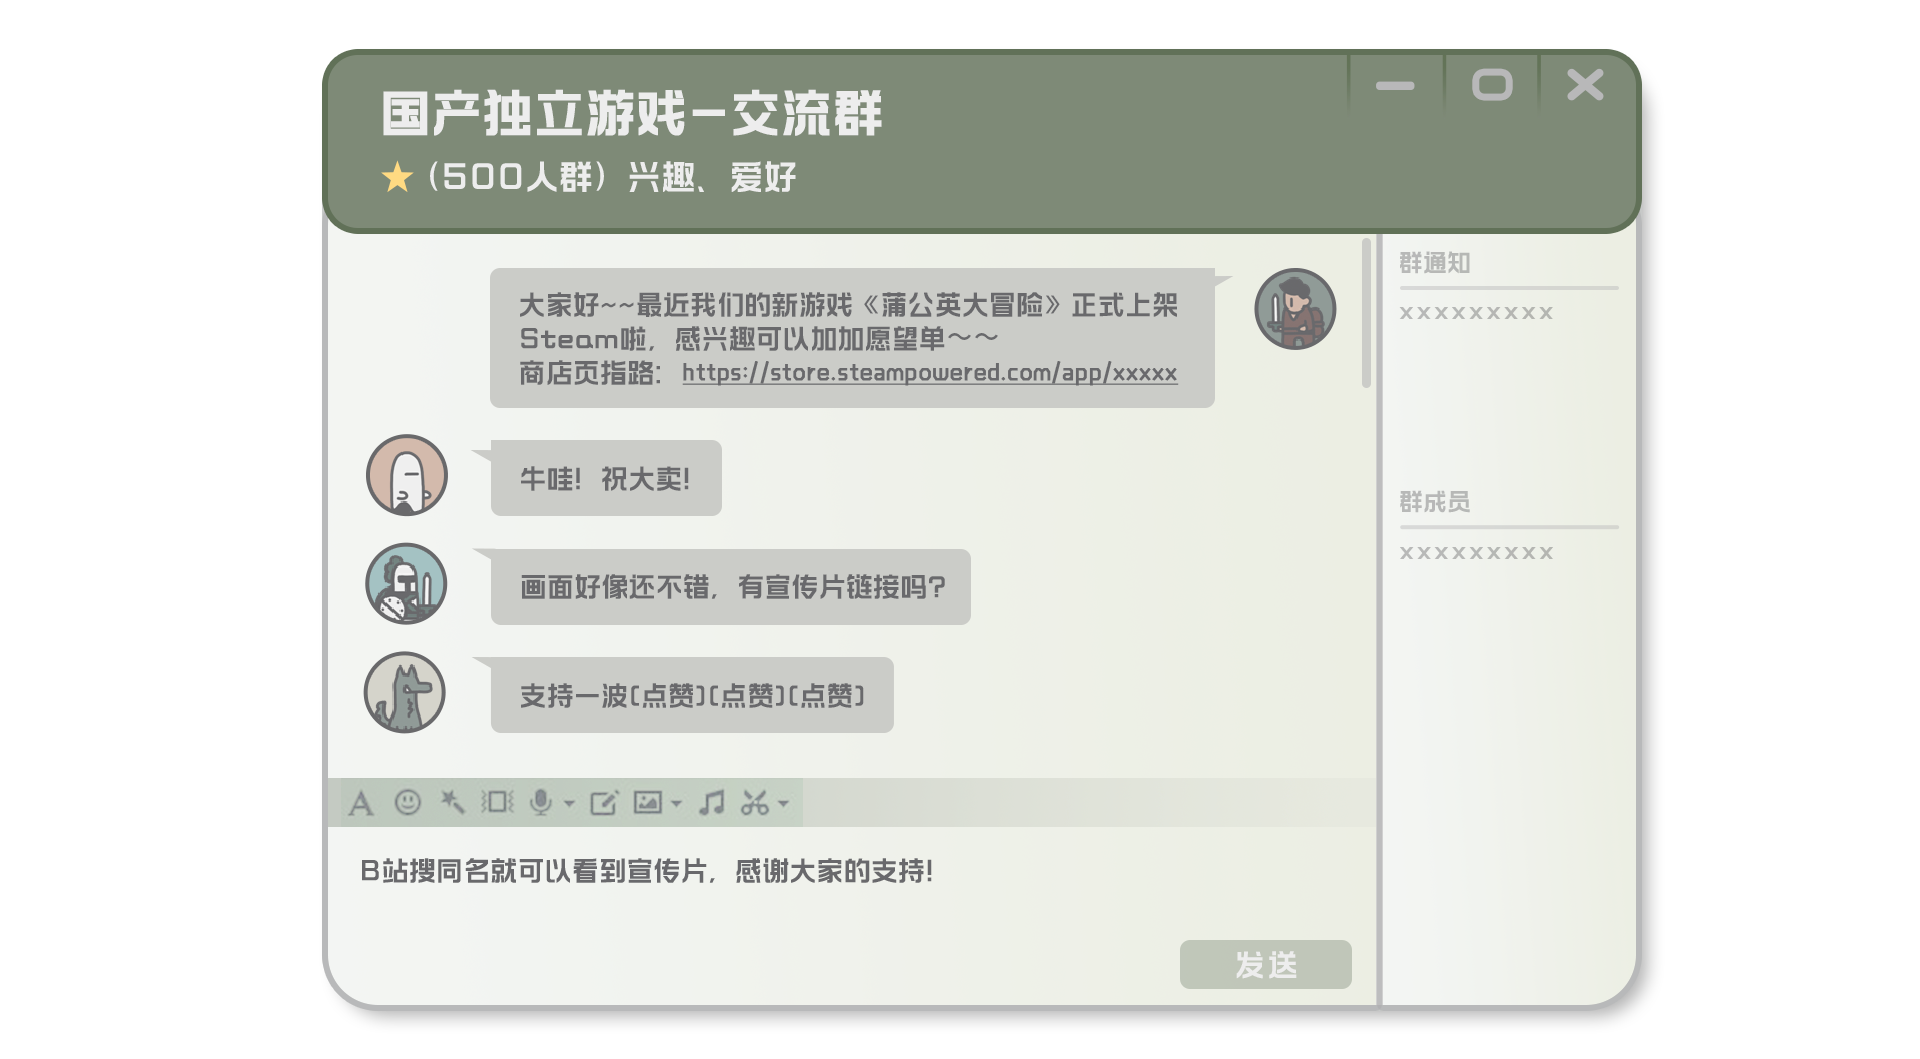 国产独立游戏-交流群
★(500人群) 兴趣、爱好
大家好~~最近我们的新游戏《蒲公英大冒险》正式上架
Steam啦，感兴趣可以加加愿望单～～
商店页指路：https://store.steampowered.com/app/xxxxx
牛哇！祝大卖！
画面好像还不错，有宣传片链接吗？
支持一波[点赞][点赞][点赞]
B站搜同名就可以看到宣传片，感谢大家的支持！
发送
群通知
xxxxxxxxx
群成员
xxxxxxxxx